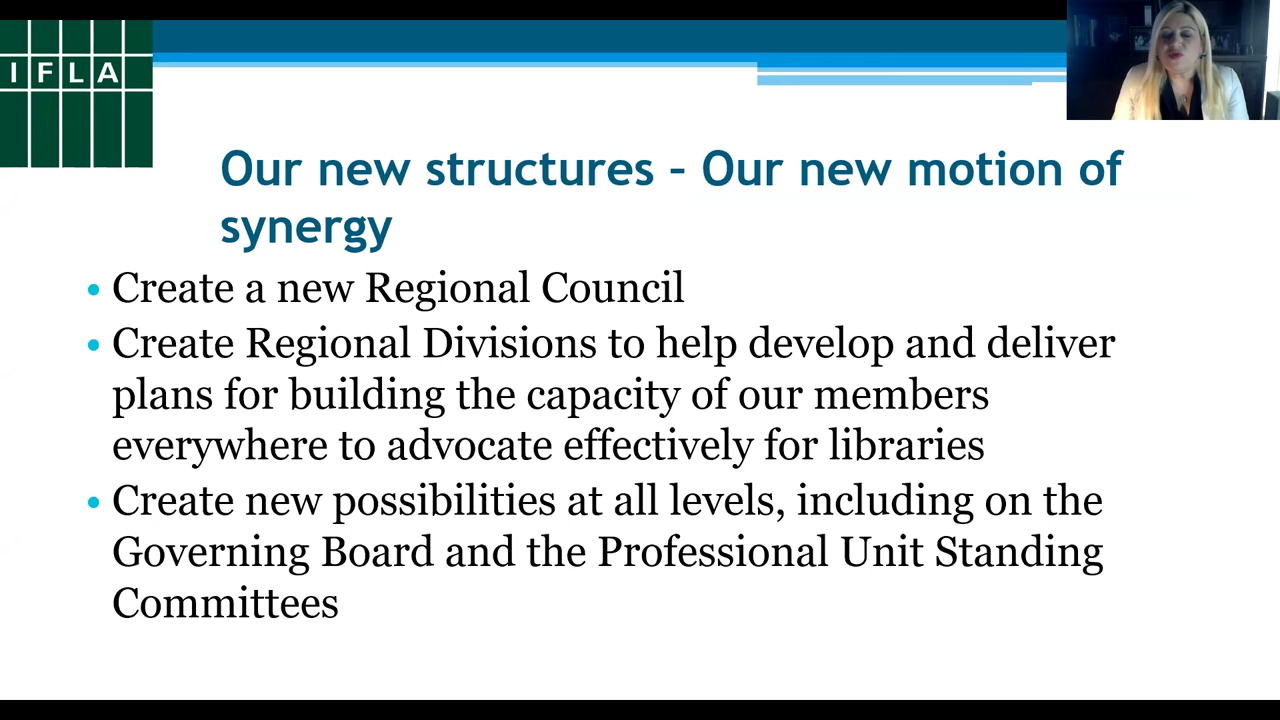 IFLA
Our new structures – Our new motion of
synergy
• Create a new Regional Council
• Create Regional Divisions to help develop and deliver
plans for building the capacity of our members
everywhere to advocate effectively for libraries
• Create new possibilities at all levels, including on the
Governing Board and the Professional Unit Standing
Committees